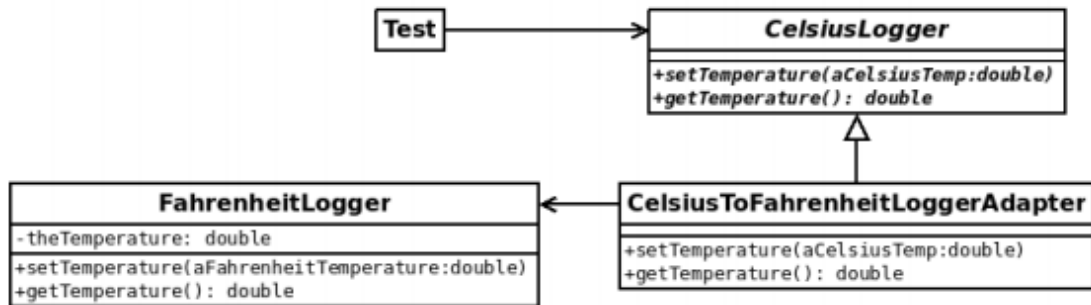 Test
CelsiusLogger
+setTemperature(aCelsiusTemp:double)
+getTemperature(): double
FahrenheitLogger
-theTemperature: double
+setTemperature(aFahrenheitTemperature:double)
+getTemperature(): double
CelsiusToFahrenheitLoggerAdapter
+setTemperature(aCelsiusTemp:double)
+getTemperature(): double